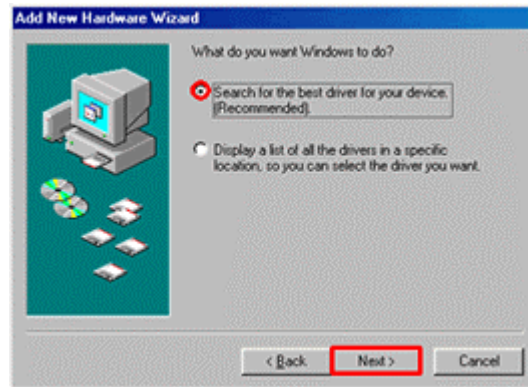 Add New Hardware Wizard
What do you want Windows to do?
Search for the best driver for your device.
(Recommended).
Display a list of all the drivers in a specific
location, so you can select the driver you want.
< Back
Next >
Cancel